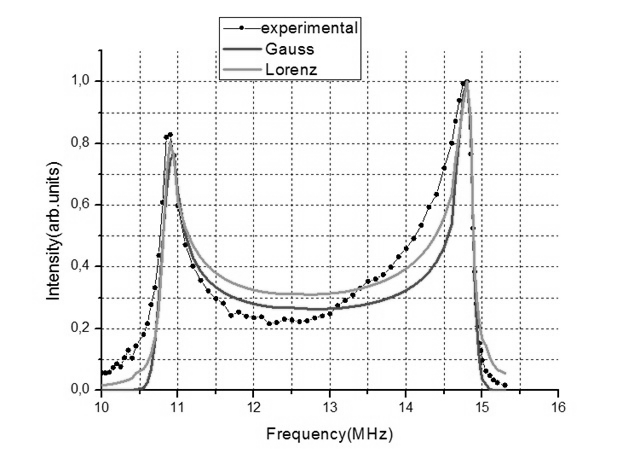 experimental
Gauss
Lorenz
1,0
0,8
0,6
0,4
0,2
0,0
Intensity(arb.units)
10 11 12 13 14 15 16
Frequency(MHz)